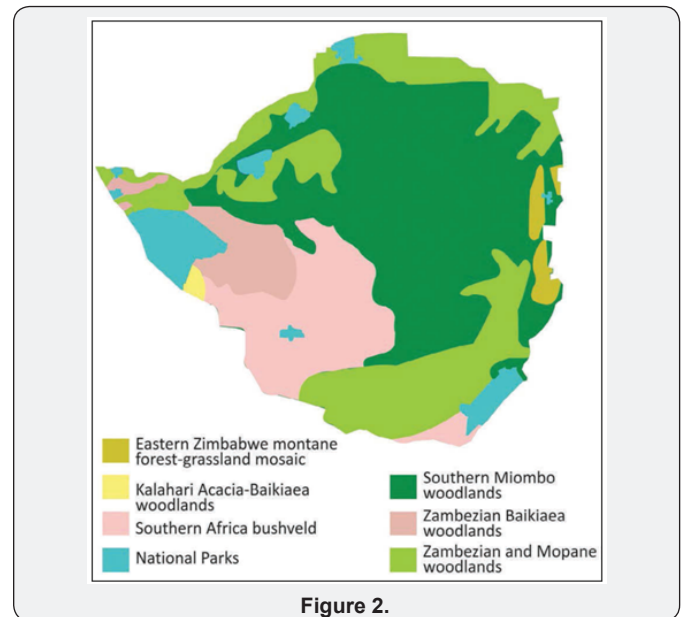 Eastern Zimbabwe montane
forest-grassland mosaic
Kalahari Acacia-Baikiaea
woodlands
Southern Africa bushveld
National Parks
Southern Miombo
woodlands
Zambezian Baikiaea
woodlands
Zambezian and Mopane
woodlands
Figure 2.